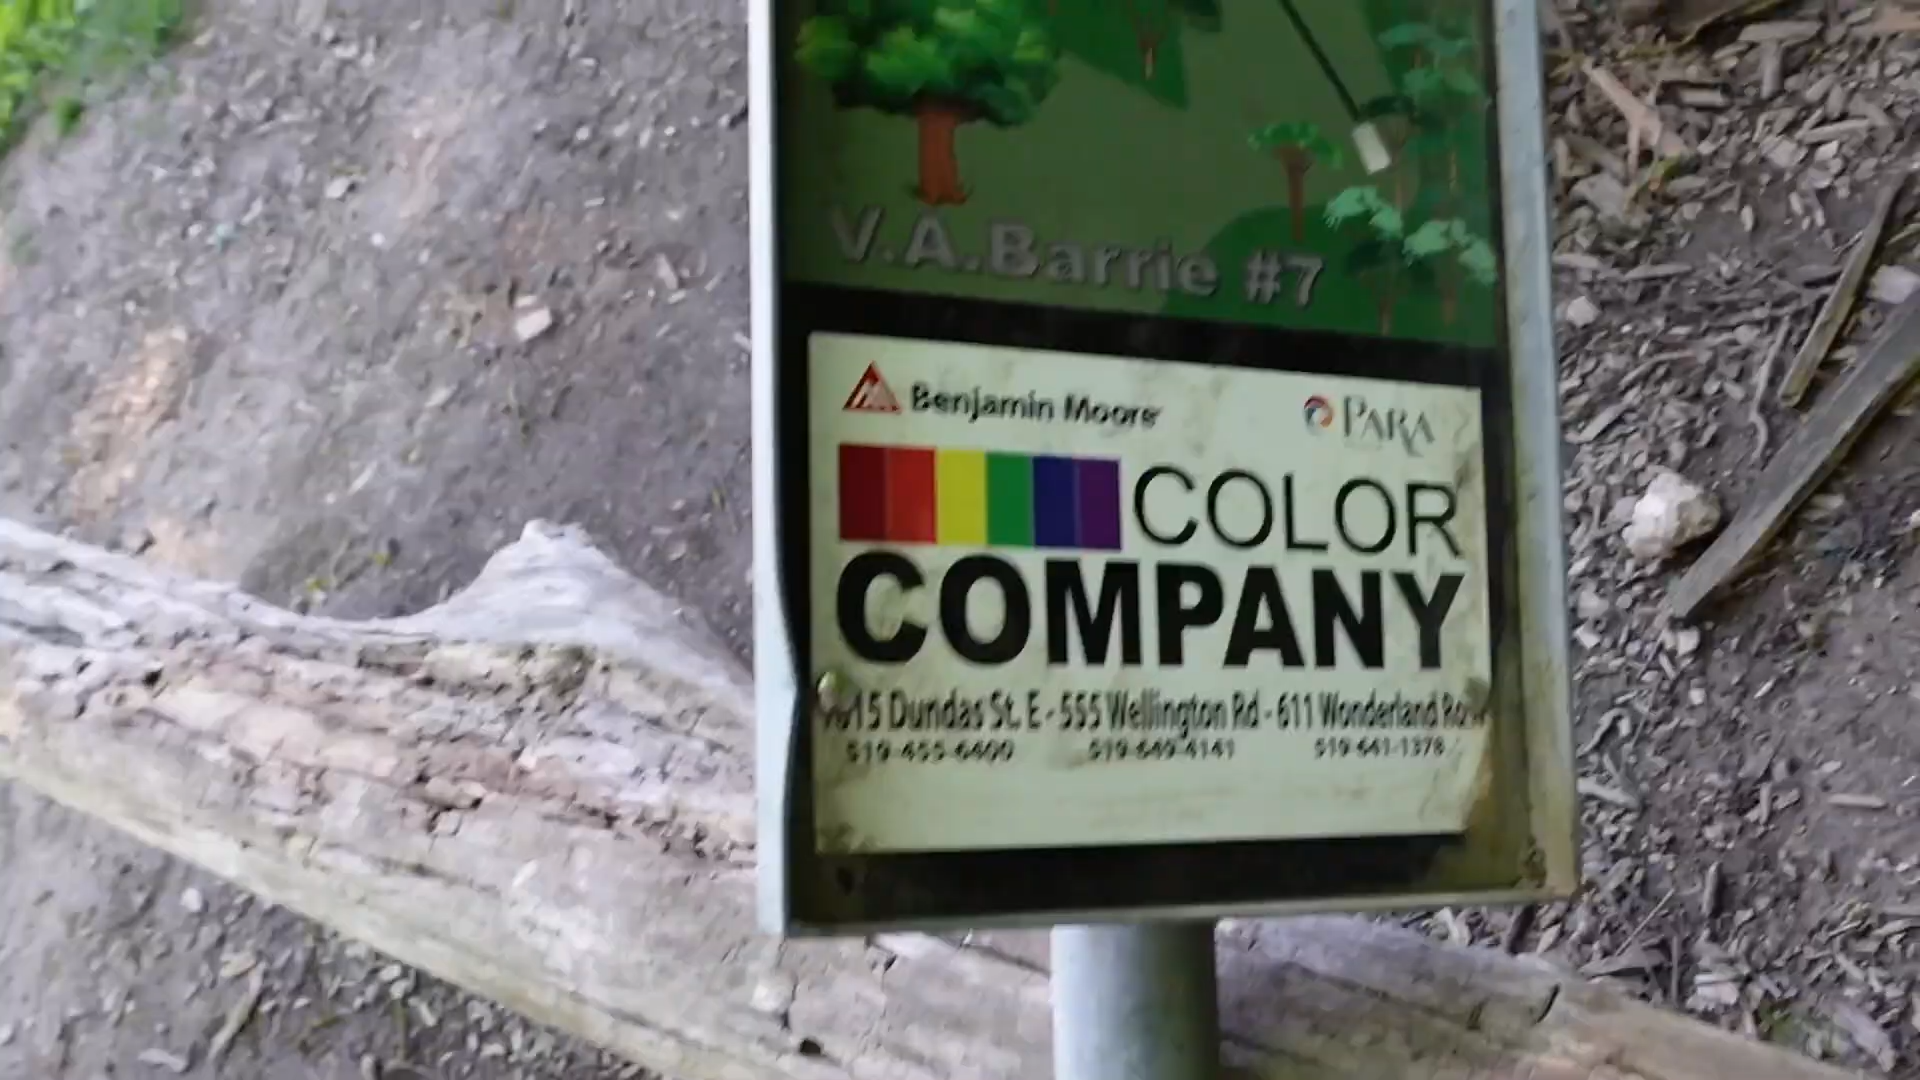 V.A.Barrie #7
Benjamin Moore
PARA
COLOR
COMPANY
Dundas St. E - 555 Wellington Rd - 611 Wonderland
519-455-6400 519-649-4141 519-641-1378